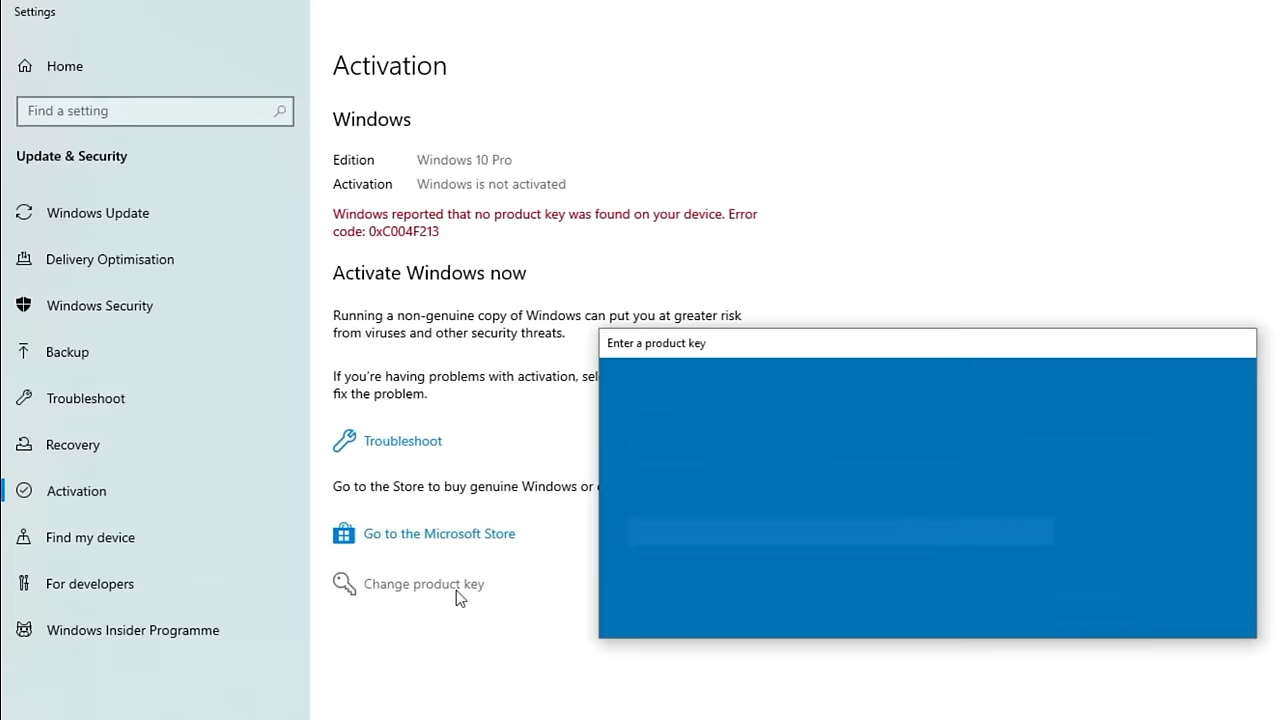 Settings
Home
Find a setting
Update & Security
Windows Update
Delivery Optimisation
Windows Security
Backup
Troubleshoot
Recovery
Activation
Find my device
For developers
Windows Insider Programme
Activation
Windows
Edition Windows 10 Pro
Activation Windows is not activated
Windows reported that no product key was found on your device. Error
code: 0xC004F213
Activate Windows now
Running a non-genuine copy of Windows can put you at greater risk
from viruses and other security threats.
If you're having problems with activation,
fix the problem.
Troubleshoot
Go to the Store to buy genuine Windows or
Go to the Microsoft Store
Change product key
Enter a product key